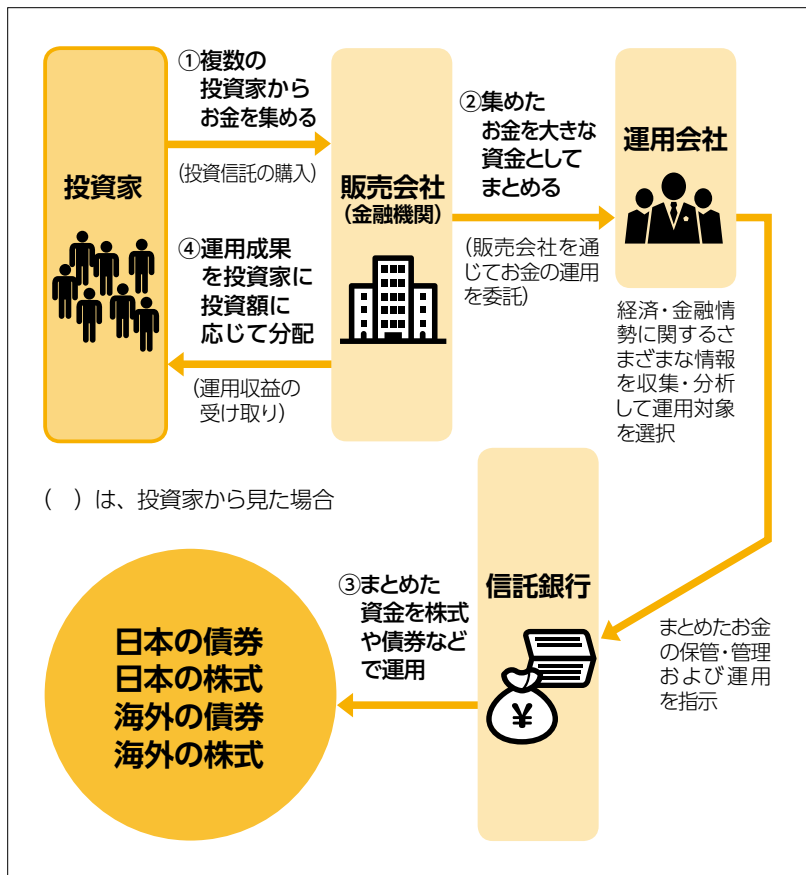 ①複数の
投資家から
お金を集める
(投資信託の購入)
投資家
④運用成果
を投資家に
投資額に
応じて分配
(運用収益の
受け取り)
販売会社
(金融機関)
②集めた
お金を大きな
資金として
まとめる
(販売会社を通
じてお金の運用
を委託)
運用会社
経済・金融情
勢に関するさ
まざまな情報
を収集・分析
して運用対象
を選択
( )は、投資家から見た場合
信託銀行
¥
まとめたお金
の保管・管理
および運用
を指示
③まとめた
資金を株式
や債券など
で運用
日本の債券
日本の株式
海外の債券
海外の株式